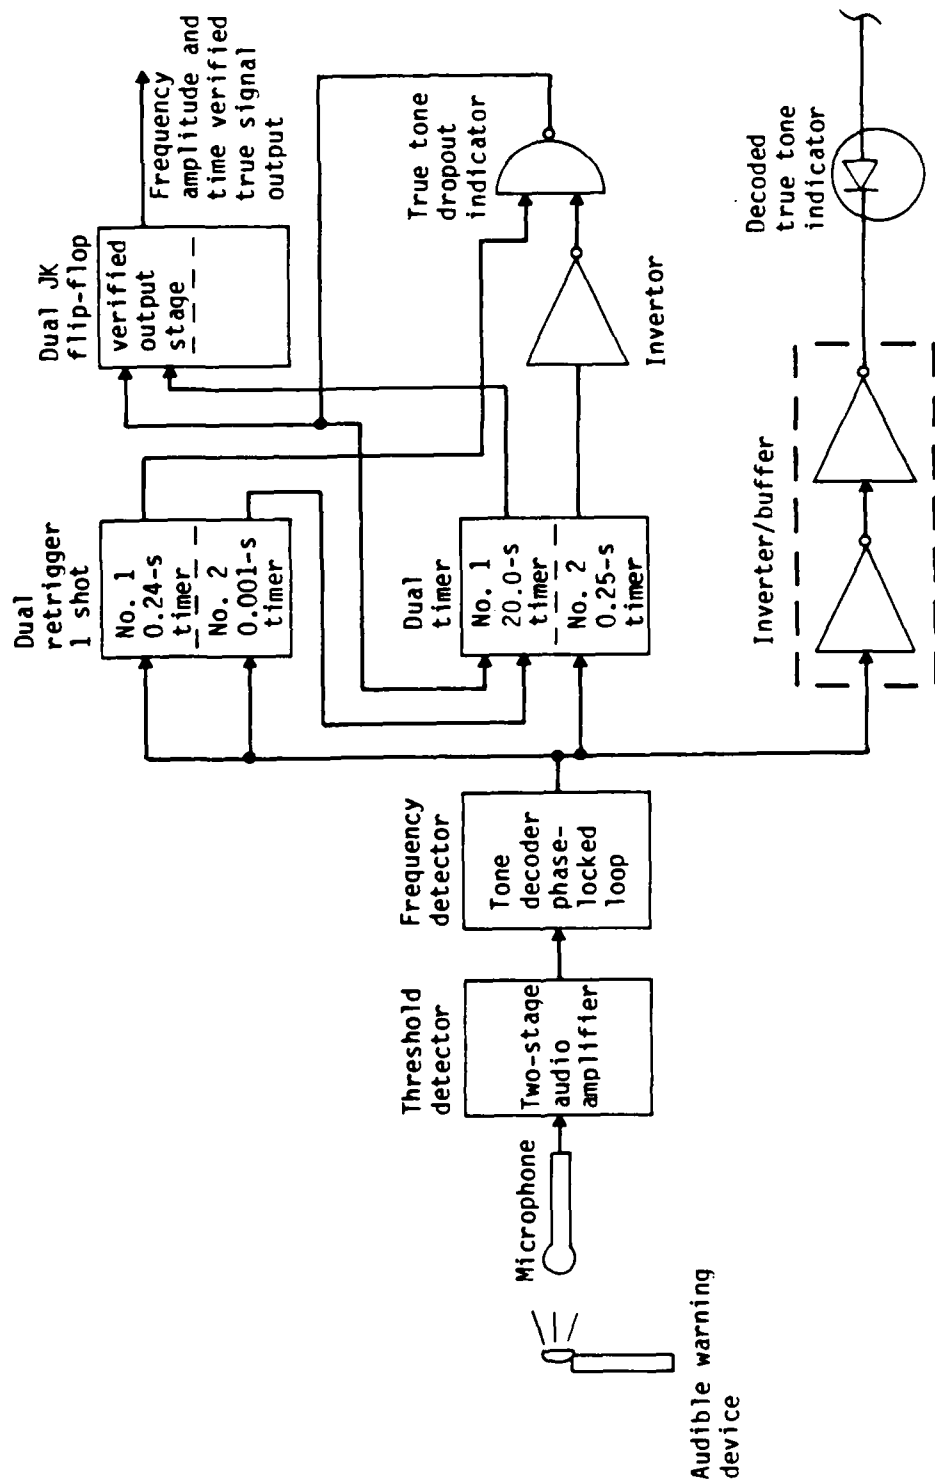 Audible warning
device
Microphone
Threshold
detector
Two-stage
audio
amplifier
Frequency
detector
Tone
decoder
phase-
locked
loop
Dual
retrigger
1 shot
No. 1
0.24-s
timer
No. 2
0.001-s
timer
Dual
timer
No. 1
20.0-s
timer
No. 2
0.25-s
timer
Inverter/buffer
Dual JK
flip-flop
verified
output
stage
Frequency
amplitude and
time verified
true signal
output
True tone
dropout
indicator
Invertor
Decoded
true tone
indicator